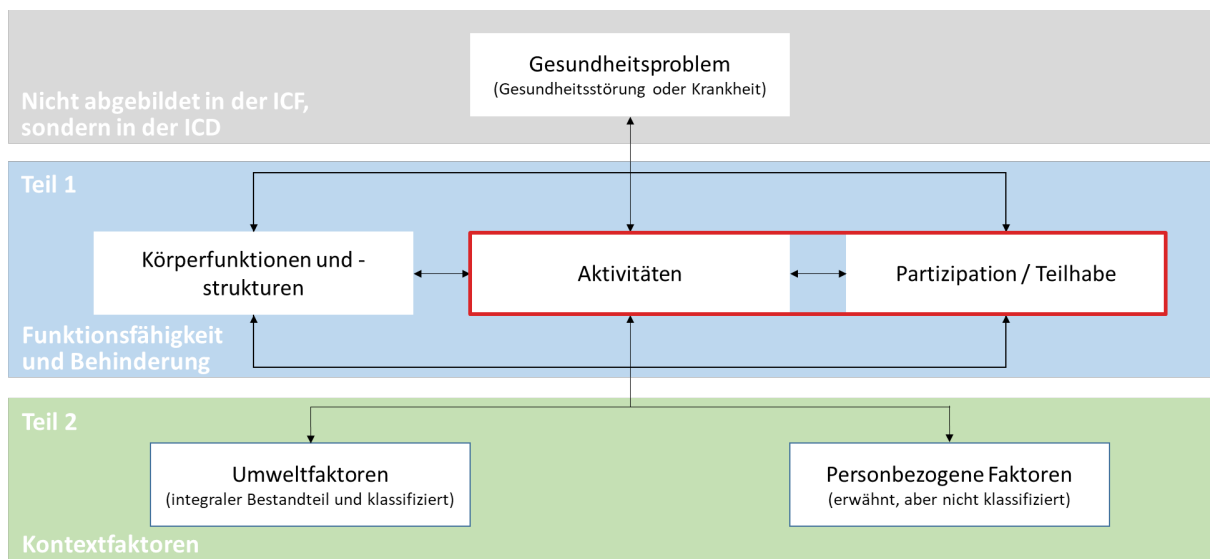 Gesundheitsproblem
(Gesundheitsstörung oder Krankheit)
Nicht abgebildet in der ICF,
sondern in der ICD
Teil 1
Körperfunktionen und -
strukturen
Aktivitäten
Partizipation / Teilhabe
Funktionsfähigkeit
und Behinderung
Teil 2
Umweltfaktoren
(integraler Bestandteil und klassifiziert)
Personbezogene Faktoren
(erwähnt, aber nicht klassifiziert)
Kontextfaktoren